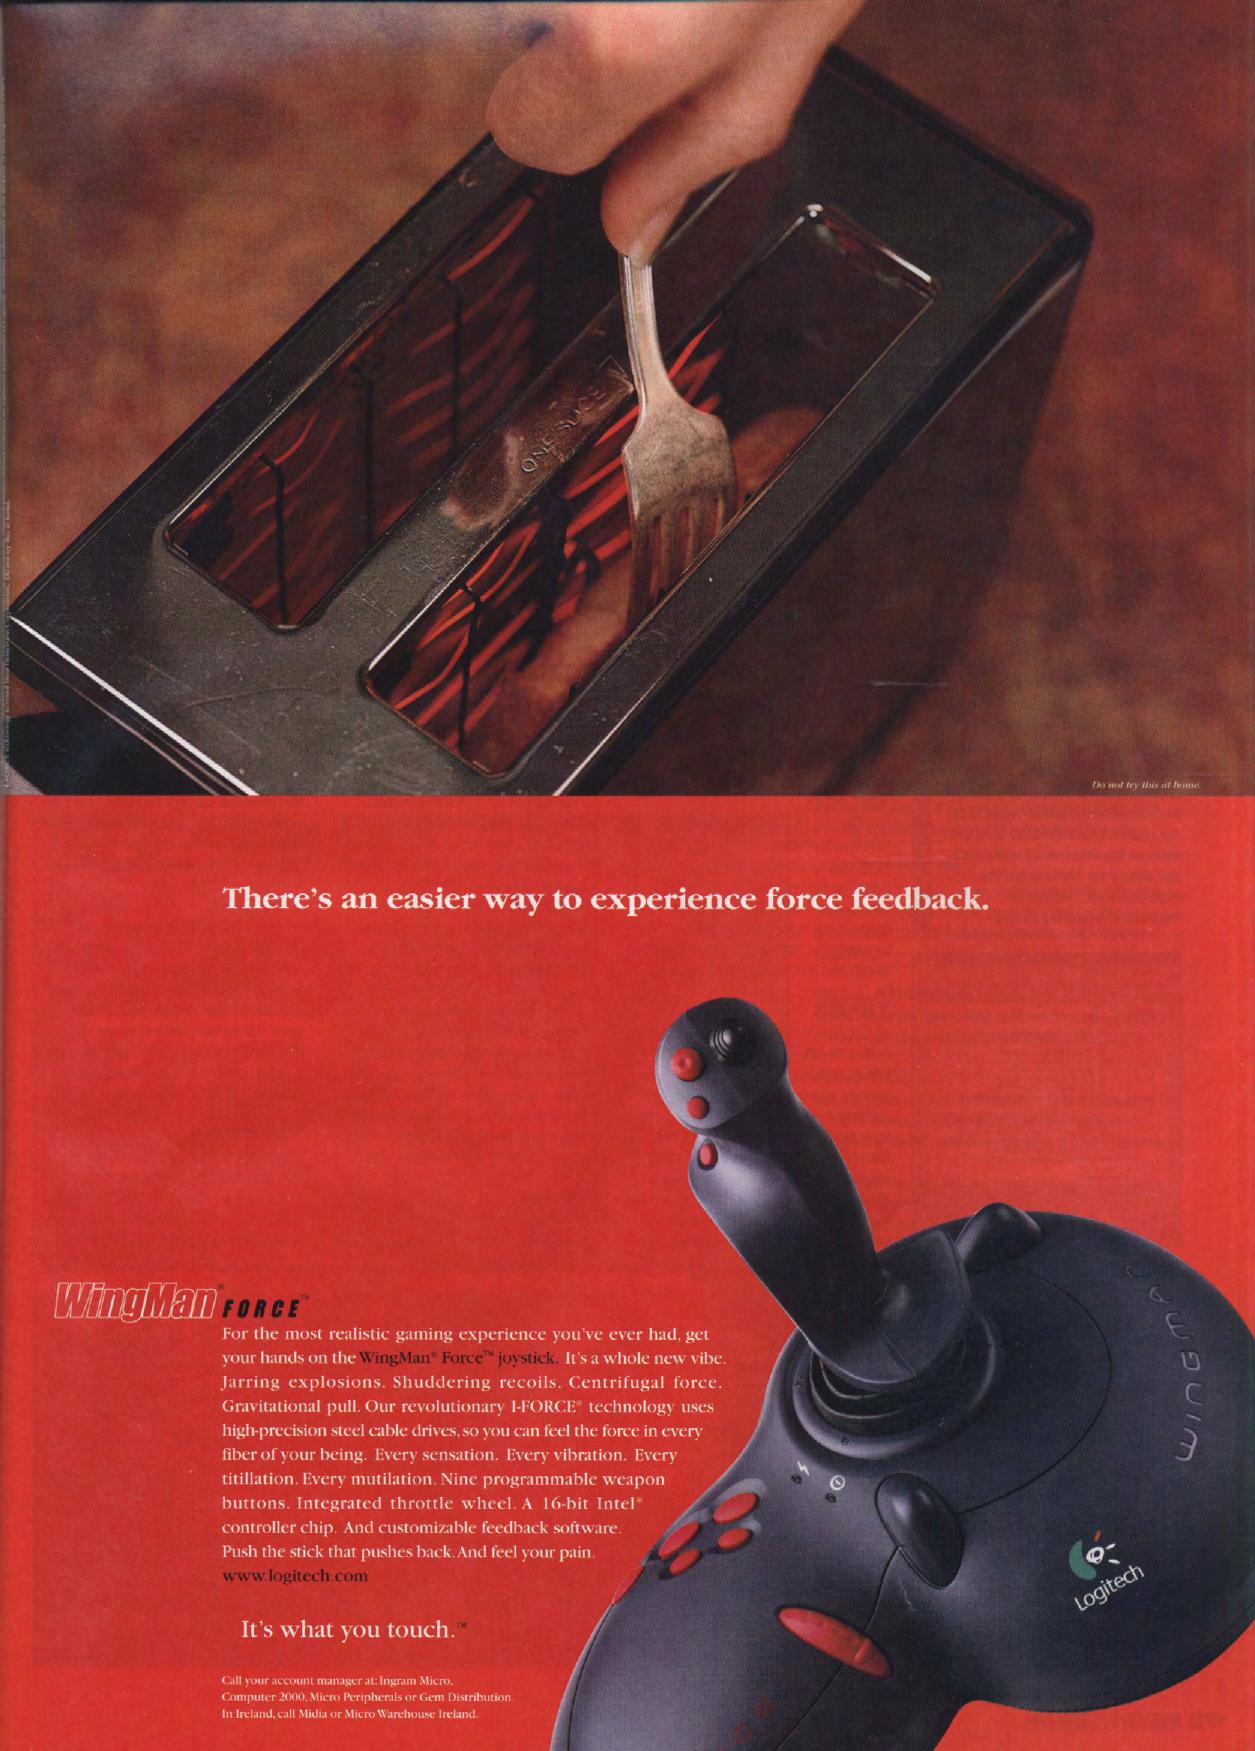 ONE SLICE
Do not try this at home.
There's an easier way to experience force feedback.
WingMan® FORCE™
For the most realistic gaming experience you've ever had, get
your hands on the WingMan® Force™ joystick. It's a whole new vibe.
Jarring explosions. Shuddering recoils. Centrifugal force.
Gravitational pull. Our revolutionary I-FORCE® technology uses
high-precision steel cable drives, so you can feel the force in every
fiber of your being. Every sensation. Every vibration. Every
titillation. Every mutilation. Nine programmable weapon
buttons. Integrated throttle wheel. A 16-bit Intel®
controller chip. And customizable feedback software.
Push the stick that pushes back. And feel your pain.
www.logitech.com
It's what you touch.™
Call your account manager at: Ingram Micro,
Computer 2000, Micro Peripherals or Gem Distribution.
In Ireland, call Midia or Micro Warehouse Ireland.
WINGMAN
Logitech